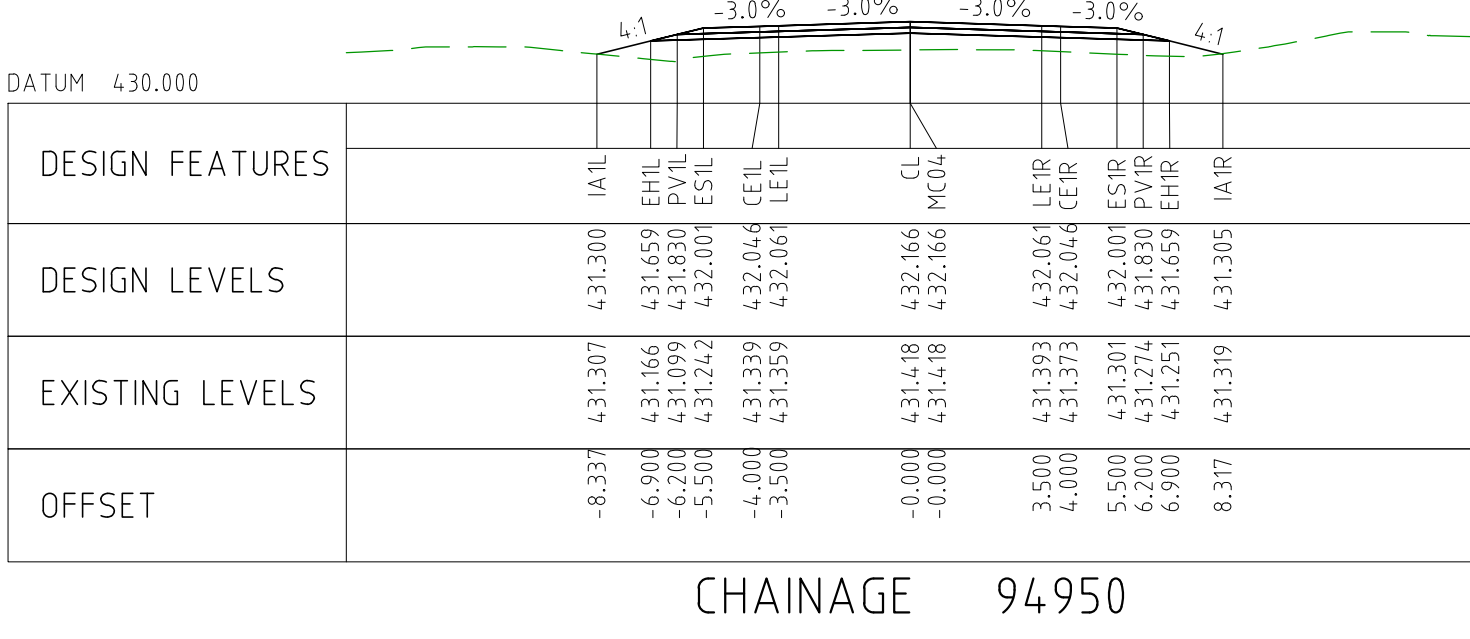 -3.0% -3.0% -3.0% -3.0%
4:1 4:1
DATUM 430.000
DESIGN FEATURES IA1L EH1L PV1L ES1L CE1L LE1L CL MC04 LE1R CE1R ES1R PV1R EH1R IA1R
DESIGN LEVELS 431.300 431.659 431.830 432.001 432.046 432.061 432.166 432.166 432.061 432.046 432.001 431.830 431.659 431.305
EXISTING LEVELS 431.307 431.166 431.099 431.242 431.339 431.359 431.418 431.418 431.393 431.373 431.301 431.274 431.251 431.319
OFFSET -8.337 -6.900 -6.200 -5.500 -4.000 -3.500 -0.000 -0.000 3.500 4.000 5.500 6.200 6.900 8.317
CHAINAGE 94950